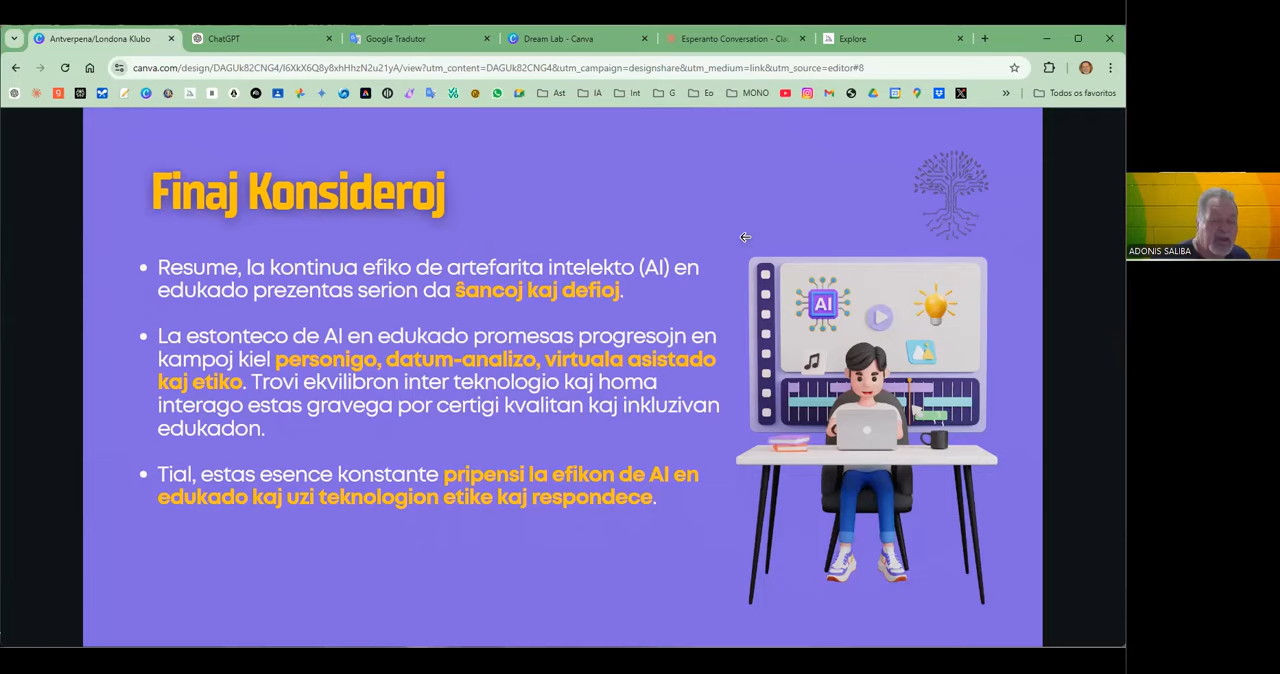 Antverpena/Londona Klubo
ChatGPT
Google Tradutor
Dream Lab - Canva
Esperanto Conversation - Cla
Explore
canva.com/design/DAGUk82CNG4/l6XkX6Q8y8xhHhzN2u21yA/view?utm_content=DAGUk82CNG4&utm_campaign=designshare&utm_medium=link&utm_source=editor#8
Ast
IA
Int
G
Eo
MONO
Todos os favoritos
Finaj Konsideroj
Resume, la kontinua efiko de artefarita intelekto (AI) en
edukado prezentas serion da ŝancoj kaj defioj.
La estonteco de AI en edukado promesas progresojn en
kampoj kiel personigo, datum-analizo, virtuala asistado
kaj etiko. Trovi ekvilibron inter teknologio kaj homa
interago estas gravega por certigi kvalitan kaj inkluzivan
edukadon.
Tial, estas esence konstante pripensi la efikon de AI en
edukado kaj uzi teknologion etike kaj respondece.
AI
ADONIS SALIBA